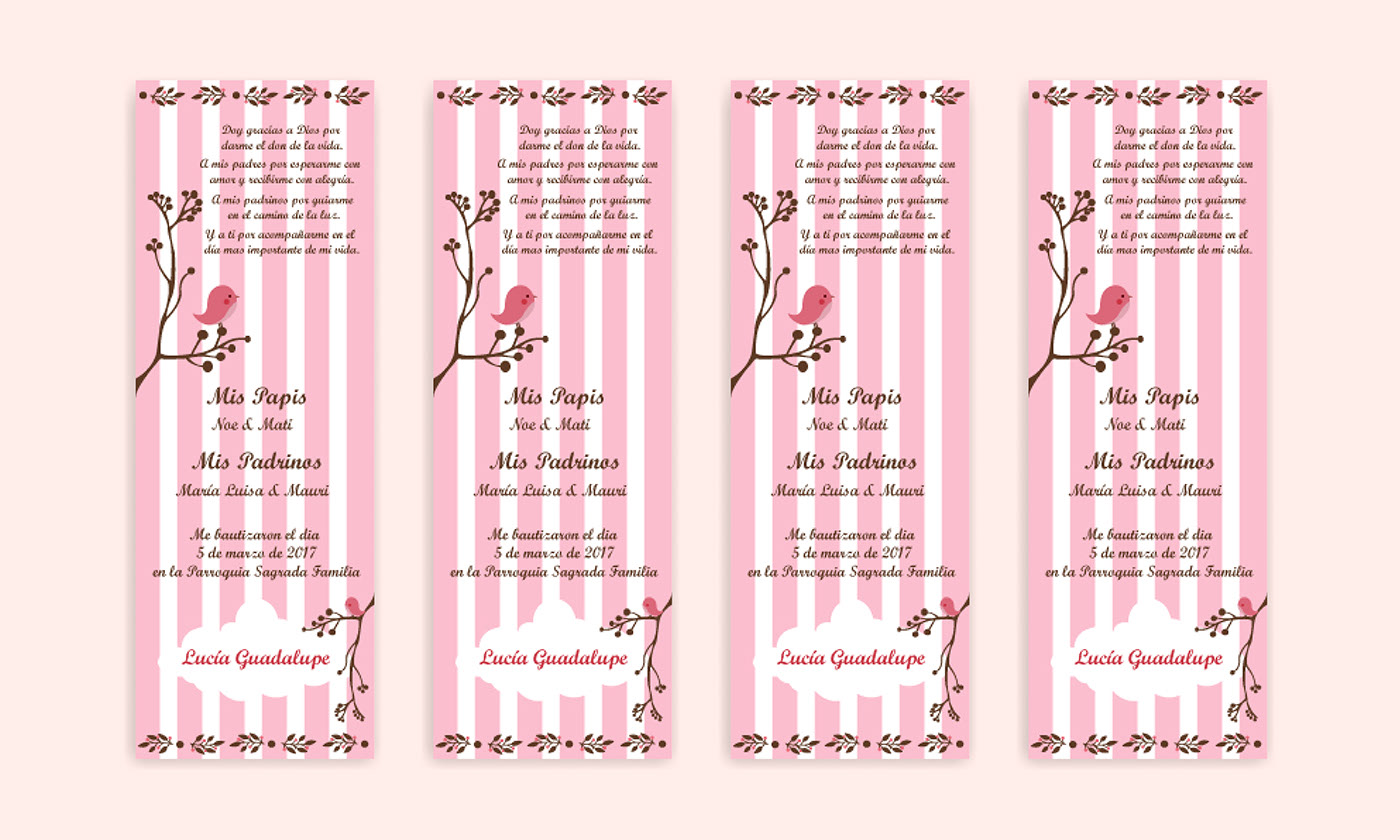 Doy gracias a Dios por
darme el don de la vida.
A mis padres por esperarme con
amor y recibirme con alegría.
A mis padrinos por guiarme
en el camino de la luz.
Y a ti por acompañarme en el
día mas importante de mi vida.
Mis Papis
Noe & Mati
Mis Padrinos
María Luisa & Mauri
Me bautizaron el dia
5 de marzo de 2017
en la Parroquia Sagrada Familia
Lucía Guadalupe
Doy gracias a Dios por
darme el don de la vida.
A mis padres por esperarme con
amor y recibirme con alegría.
A mis padrinos por guiarme
en el camino de la luz.
Y a ti por acompañarme en el
día mas importante de mi vida.
Mis Papis
Noe & Mati
Mis Padrinos
María Luisa & Mauri
Me bautizaron el dia
5 de marzo de 2017
en la Parroquia Sagrada Familia
Lucía Guadalupe
Doy gracias a Dios por
darme el don de la vida.
A mis padres por esperarme con
amor y recibirme con alegría.
A mis padrinos por guiarme
en el camino de la luz.
Y a ti por acompañarme en el
día mas importante de mi vida.
Mis Papis
Noe & Mati
Mis Padrinos
María Luisa & Mauri
Me bautizaron el dia
5 de marzo de 2017
en la Parroquia Sagrada Familia
Lucía Guadalupe
Doy gracias a Dios por
darme el don de la vida.
A mis padres por esperarme con
amor y recibirme con alegría.
A mis padrinos por guiarme
en el camino de la luz.
Y a ti por acompañarme en el
día mas importante de mi vida.
Mis Papis
Noe & Mati
Mis Padrinos
María Luisa & Mauri
Me bautizaron el dia
5 de marzo de 2017
en la Parroquia Sagrada Familia
Lucía Guadalupe